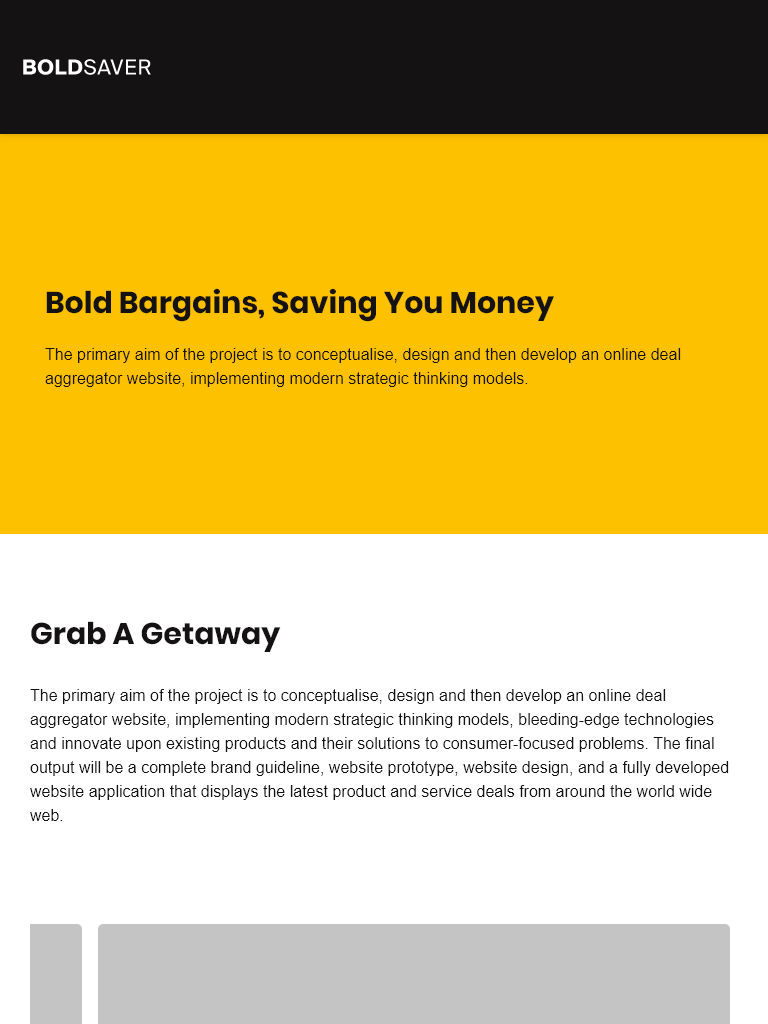 BOLDSAVER
Bold Bargains, Saving You Money
The primary aim of the project is to conceptualise, design and then develop an online deal
aggregator website, implementing modern strategic thinking models.
Grab A Getaway
The primary aim of the project is to conceptualise, design and then develop an online deal
aggregator website, implementing modern strategic thinking models, bleeding-edge technologies
and innovate upon existing products and their solutions to consumer-focused problems. The final
output will be a complete brand guideline, website prototype, website design, and a fully developed
website application that displays the latest product and service deals from around the world wide
web.